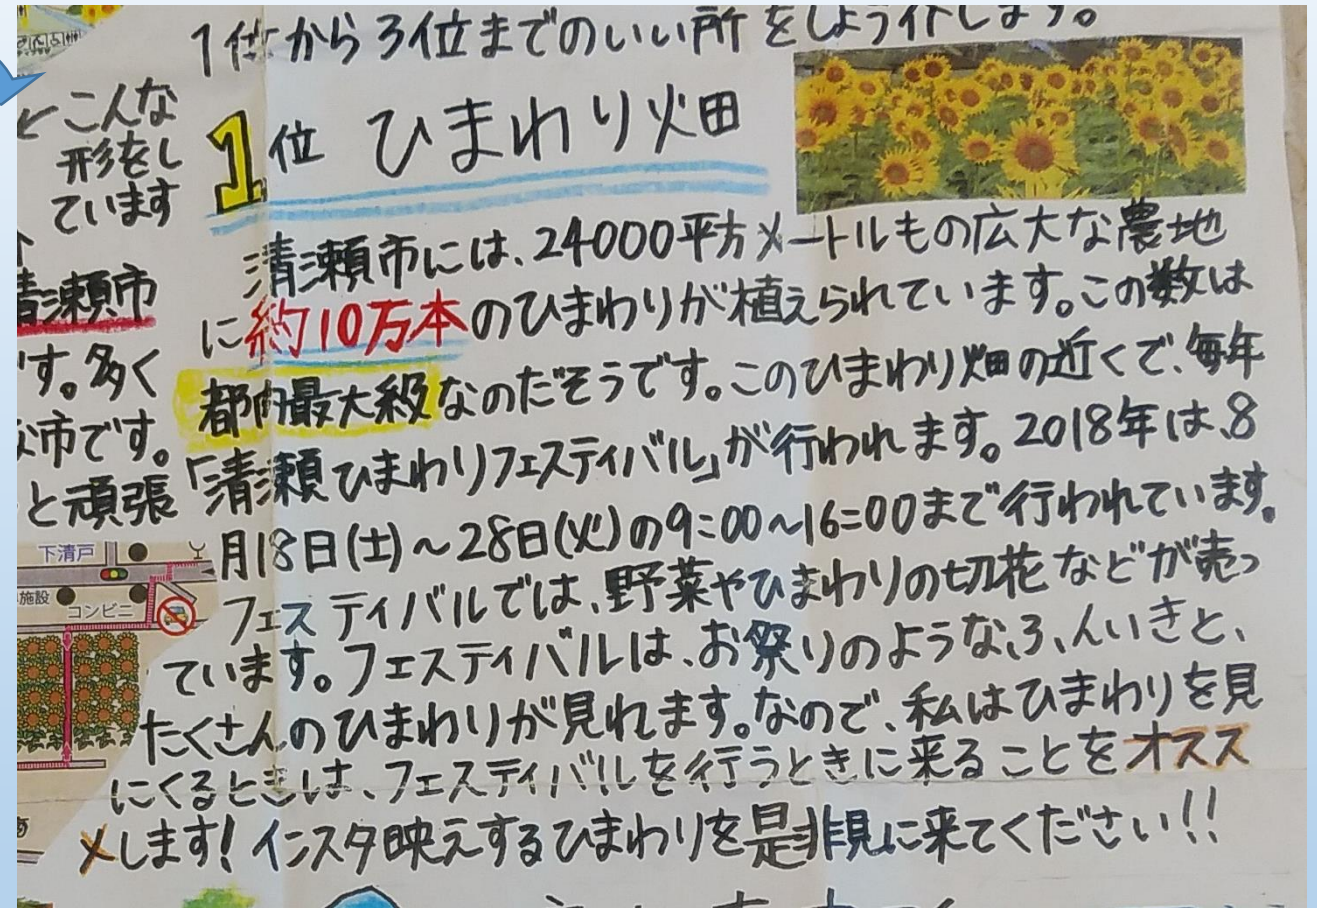 1位から3位までのいい所をしょうかいします。
とこんな
形をし
ています
清瀬市
す。多く
な市です。
と頑張
1位 ひまわり畑
清瀬市には、24000平方メートルもの広大な農地
に約10万本のひまわりが植えられています。この数は
都内最大級なのだそうです。このひまわり畑の近くで、毎年
「清瀬ひまわりフェスティバル」が行われます。2018年は、8
月18日(土)～28日(火)の9:00～16:00まで行われています。
フェスティバルでは、野菜やひまわりの切花などが売っ
ています。フェスティバルは、お祭りのようなふんいきと、
たくさんのひまわりが見れます。なので、私はひまわりを見
にくるときは、フェスティバルを行うときに来ることをオスス
メします!インスタ映えするひまわりを是非見に来てください!!
下清戸
施設
コンビニ